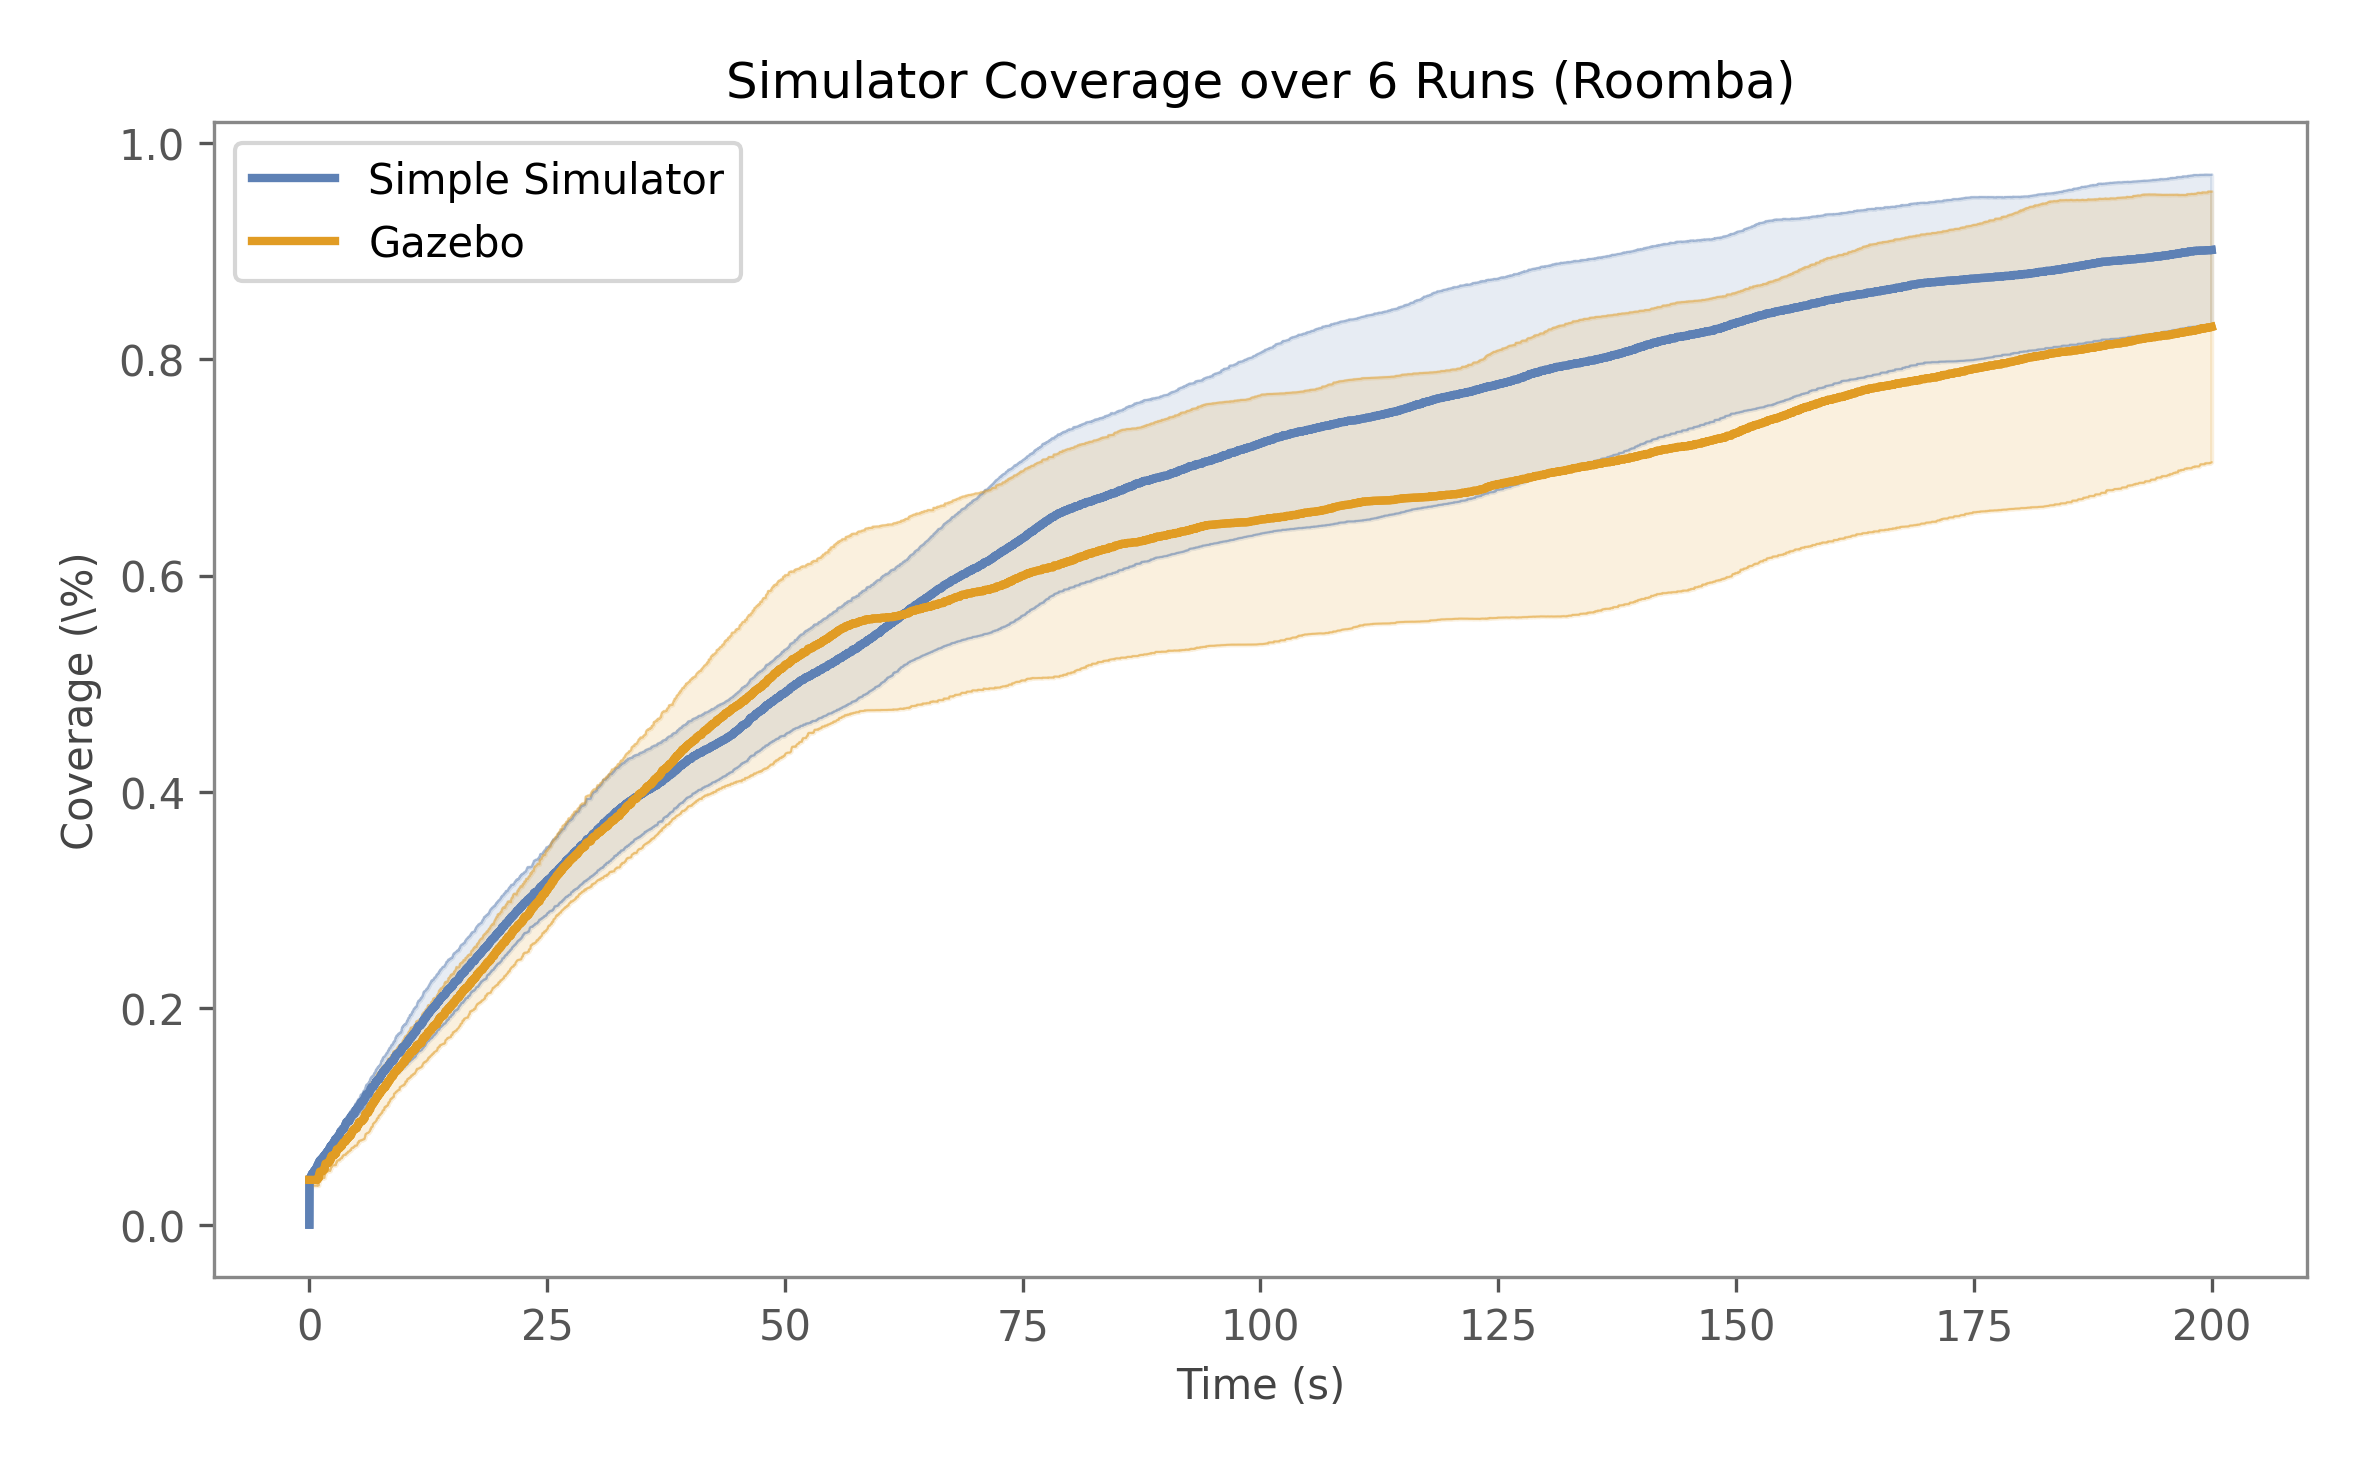 Simulator Coverage over 6 Runs (Roomba)
Simple Simulator
Gazebo
Coverage (\%)
1.0
0.8
0.6
0.4
0.2
0.0
0 25 50 75 100 125 150 175 200
Time (s)